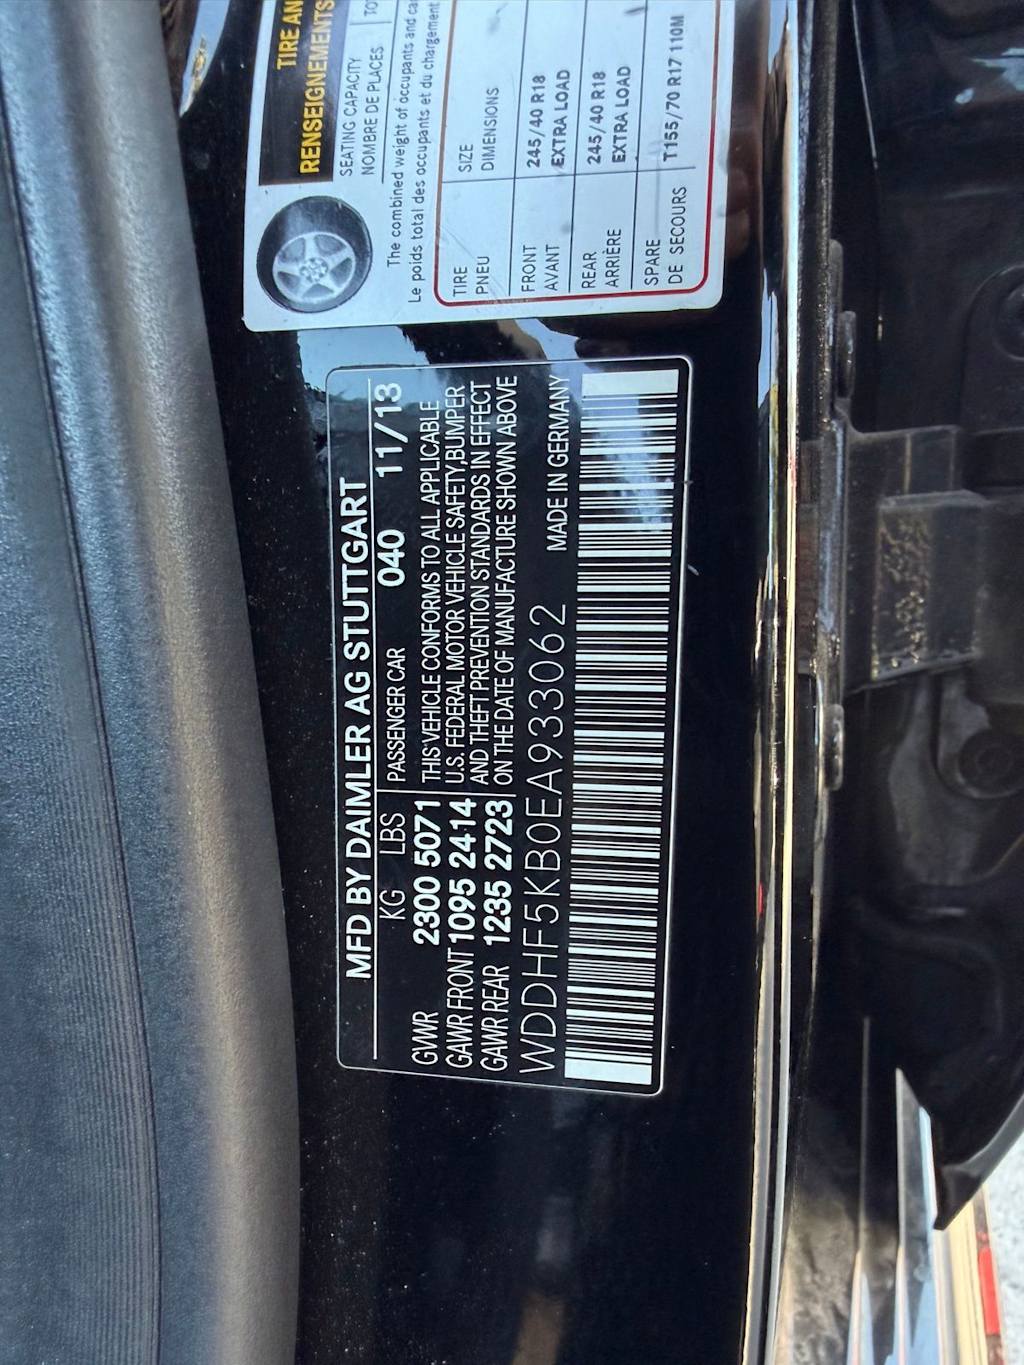 TIRE AN
RENSEIGNEMENTS
SEATING CAPACITY
NOMBRE DE PLACES
The combined weight of occupants and
Le poids total des occupants et du chargement
TIRE SIZE
PNEU DIMENSIONS
FRONT 245/40 R18
AVANT EXTRA LOAD
REAR 245/40 R18
ARRIÈRE EXTRA LOAD
SPARE T155/70 R17 110M
DE SECOURS
MFD BY DAIMLER AG STUTTGART
KG LBS PASSENGER CAR 040 11/13
GVWR 2300 5071 THIS VEHICLE CONFORMS TO ALL APPLICABLE
GAWR FRONT 1095 2414 U.S. FEDERAL MOTOR VEHICLE SAFETY,BUMPER
GAWR REAR 1235 2723 AND THEFT PREVENTION STANDARDS IN EFFECT
ON THE DATE OF MANUFACTURE SHOWN ABOVE
WDDHF5KB0EA933062 MADE IN GERMANY